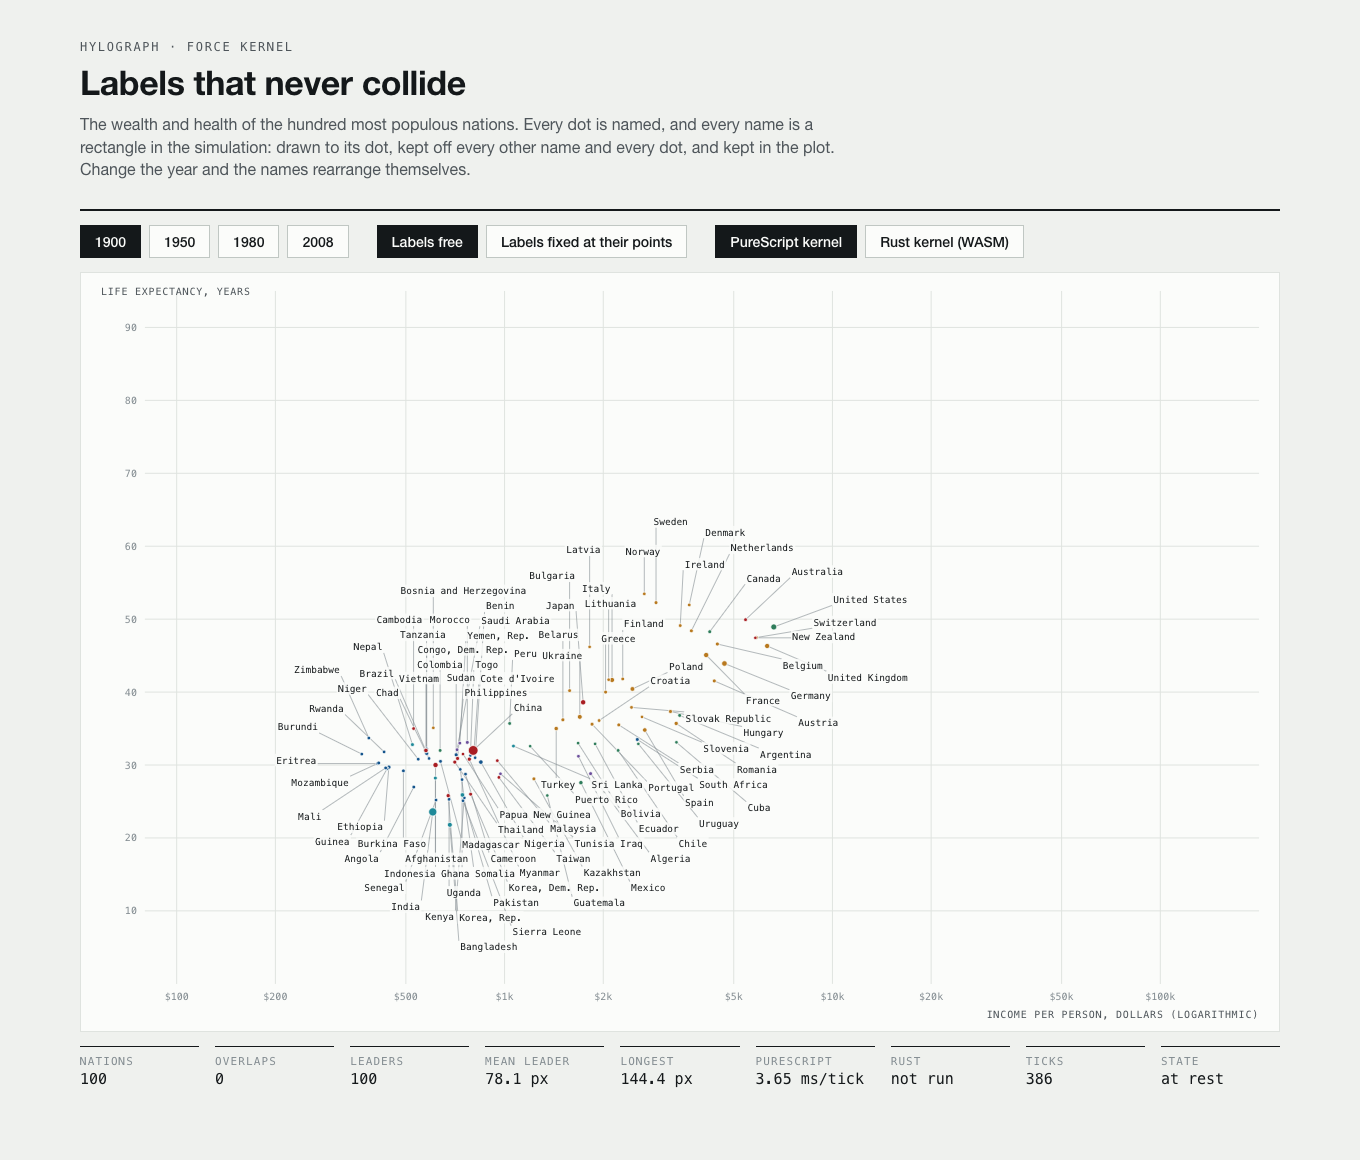 HYLOGRAPH · FORCE KERNEL
Labels that never collide
The wealth and health of the hundred most populous nations. Every dot is named, and every name is a
rectangle in the simulation: drawn to its dot, kept off every other name and every dot, and kept in the plot.
Change the year and the names rearrange themselves.
1900 1950 1980 2008 Labels free Labels fixed at their points PureScript kernel Rust kernel (WASM)
LIFE EXPECTANCY, YEARS
90
80
70
Sweden
Denmark
60 Latvia Norway Netherlands
Ireland
Bulgaria Canada Australia
Bosnia and Herzegovina Italy
Benin Japan Lithuania United States
50 Cambodia Morocco Saudi Arabia Finland Switzerland
Tanzania Yemen, Rep. Belarus Greece New Zealand
Nepal Congo, Dem. Rep. Peru Ukraine
Zimbabwe Brazil Colombia Togo Poland Belgium
Vietnam Sudan Cote d'Ivoire Croatia United Kingdom
40 Niger Chad Philippines France Germany
Rwanda China
Burundi Slovak Republic Austria
Hungary
Slovenia Argentina
30 Eritrea Serbia Romania
Mozambique Turkey Sri Lanka Portugal South Africa
Puerto Rico Spain Cuba
Mali Papua New Guinea Bolivia
Ethiopia Thailand Malaysia Ecuador Uruguay
20 Guinea Burkina Faso Madagascar Nigeria Tunisia Iraq Chile
Angola Afghanistan Cameroon Taiwan Algeria
Indonesia Ghana Somalia Myanmar Kazakhstan
Senegal Uganda Korea, Dem. Rep. Mexico
India Pakistan Guatemala
10 Kenya Korea, Rep.
Sierra Leone
Bangladesh
$100 $200 $500 $1k $2k $5k $10k $20k $50k $100k
INCOME PER PERSON, DOLLARS (LOGARITHMIC)
NATIONS OVERLAPS LEADERS MEAN LEADER LONGEST PURESCRIPT RUST TICKS STATE
100 0 100 78.1 px 144.4 px 3.65 ms/tick not run 386 at rest